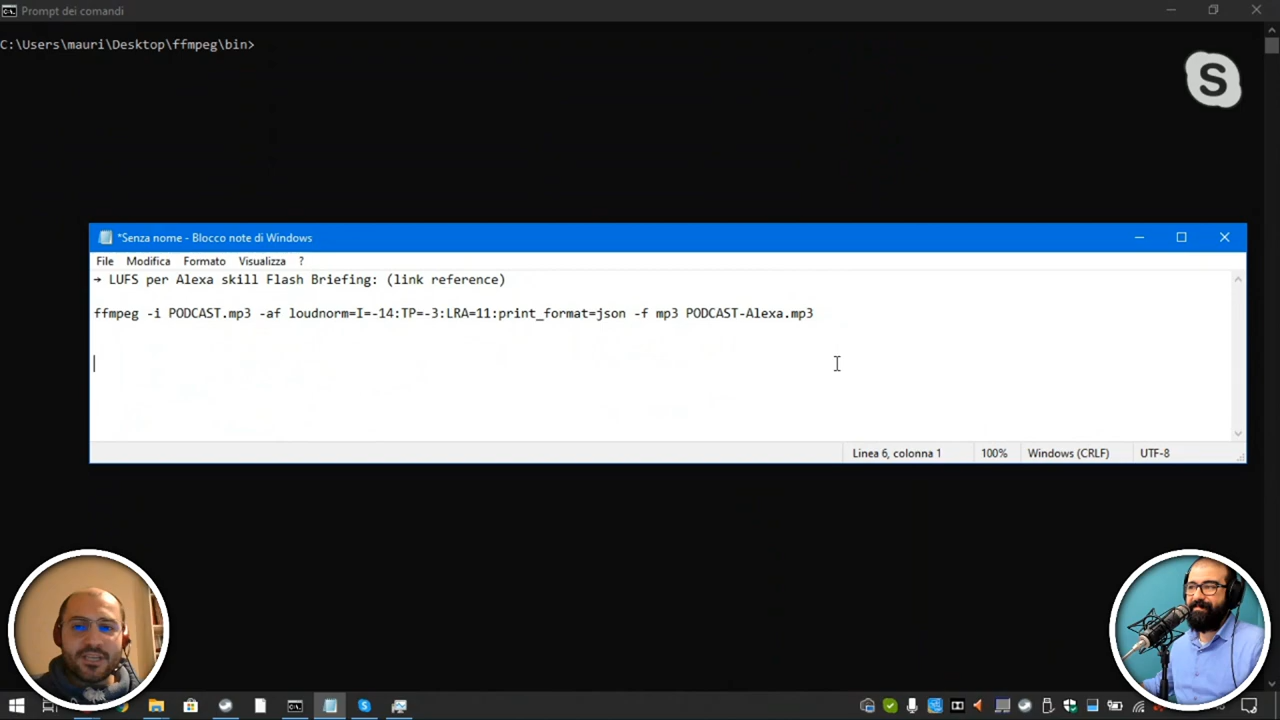 Prompt dei comandi
C:\Users\mauri\Desktop\ffmpeg\bin>
S
*Senza nome - Blocco note di Windows
File Modifica Formato Visualizza ?
→ LUFS per Alexa skill Flash Briefing: (link reference)
ffmpeg -i PODCAST.mp3 -af loudnorm=I=-14:TP=-3:LRA=11:print_format=json -f mp3 PODCAST-Alexa.mp3
Linea 6, colonna 1 100% Windows (CRLF) UTF-8